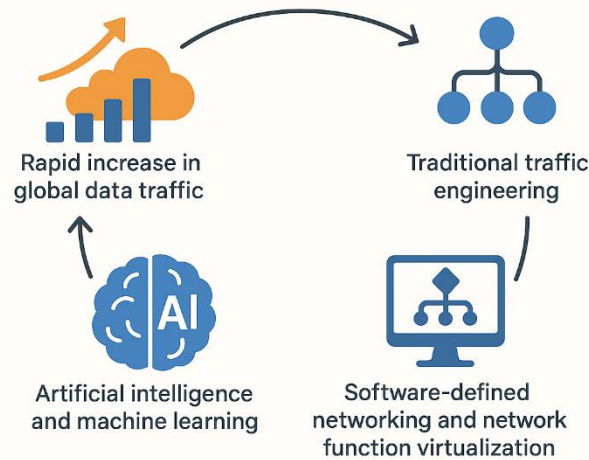 Rapid increase in
global data traffic
Traditional traffic
engineering
AI
Artificial intelligence
and machine learning
Software-defined
networking and network
function virtualization